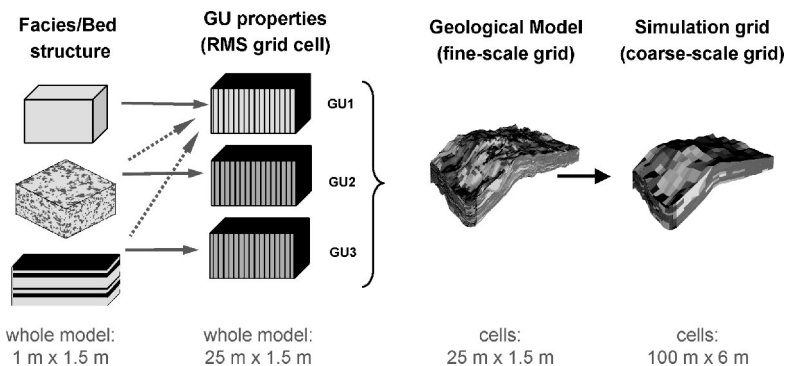 Facies/Bed
structure
GU properties
(RMS grid cell)
Geological Model
(fine-scale grid)
Simulation grid
(coarse-scale grid)
GU1
GU2
GU3
whole model:
1 m x 1.5 m
whole model:
25 m x 1.5 m
cells:
25 m x 1.5 m
cells:
100 m x 6 m